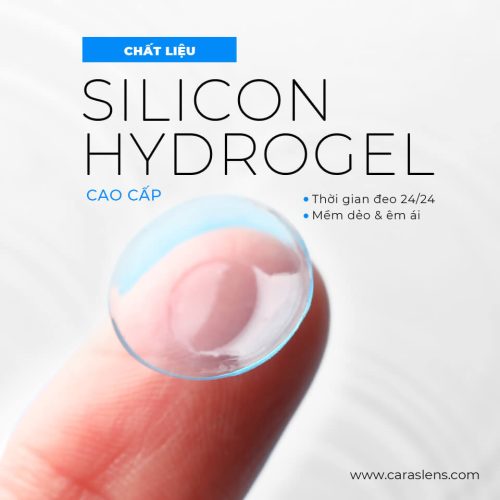 CHẤT LIỆU
SILICON
HYDROGEL
CAO CẤP
• Thời gian đeo 24/24
• Mềm dẻo & êm ái
www.caraslens.com